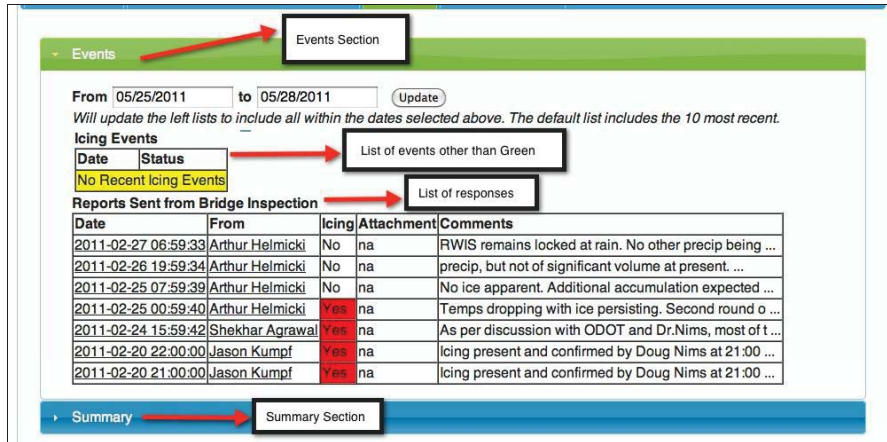 Events Section
Events
From 05/25/2011 to 05/28/2011 Update
Will update the left lists to include all within the dates selected above. The default list includes the 10 most recent.
Icing Events
List of events other than Green
Date Status
No Recent Icing Events
List of responses
Reports Sent from Bridge Inspection
Date From Icing Attachment Comments
2011-02-27 06:59:33 Arthur Helmicki No na RWIS remains locked at rain. No other precip being ...
2011-02-26 19:59:34 Arthur Helmicki No na precip, but not of significant volume at present. ...
2011-02-25 07:59:39 Arthur Helmicki No na No ice apparent. Additional accumulation expected ...
2011-02-25 00:59:40 Arthur Helmicki Yes na Temps dropping with ice persisting. Second round o ...
2011-02-24 15:59:42 Shekhar Agrawal Yes na As per discussion with ODOT and Dr.Nims, most of t ...
2011-02-20 22:00:00 Jason Kumpf Yes na Icing present and confirmed by Doug Nims at 21:00 ...
2011-02-20 21:00:00 Jason Kumpf Yes na Icing present and confirmed by Doug Nims at 21:00 ...
Summary
Summary Section